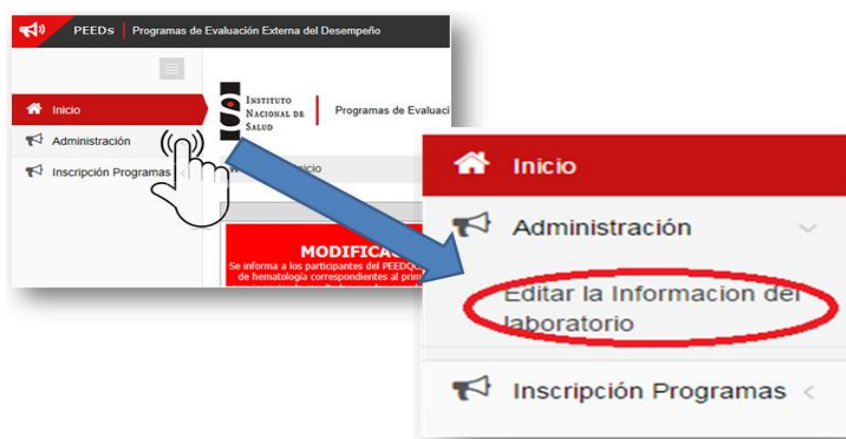 PEEDs Programas de Evaluación Externa del Desempeño
Inicio
Administración
Inscripción Programas <
INSTITUTO
NACIONAL DE
SALUD
Programas de Evaluaci
MODIFICA
Se informa a los participantes del PEEDQ
de hematología correspondientes al prim
Inicio
Administración
Editar la Informacion del
laboratorio
Inscripción Programas <